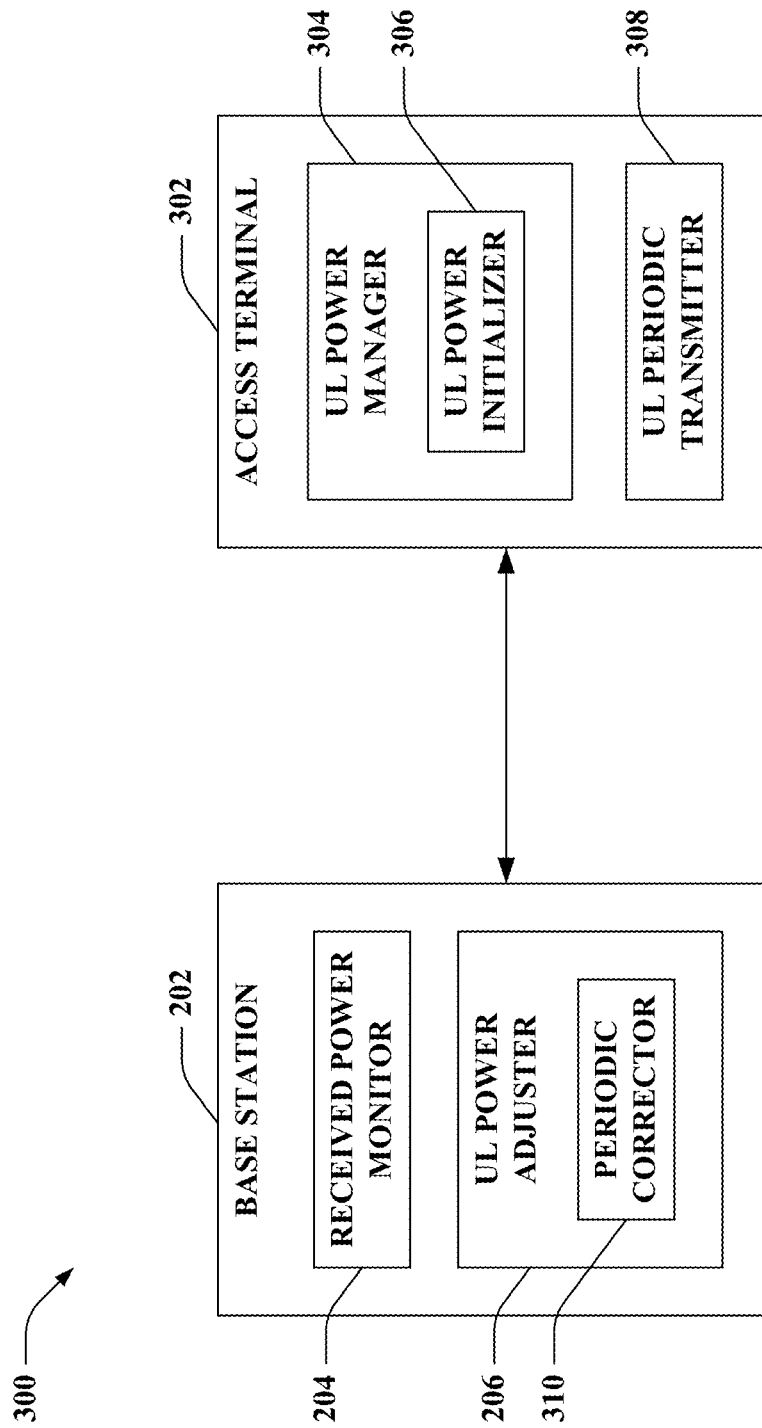 300
202
BASE STATION
204
RECEIVED POWER
MONITOR
206
UL POWER
ADJUSTER
310
PERIODIC
CORRECTOR
302
ACCESS TERMINAL
304
UL POWER
MANAGER
306
UL POWER
INITIALIZER
308
UL PERIODIC
TRANSMITTER